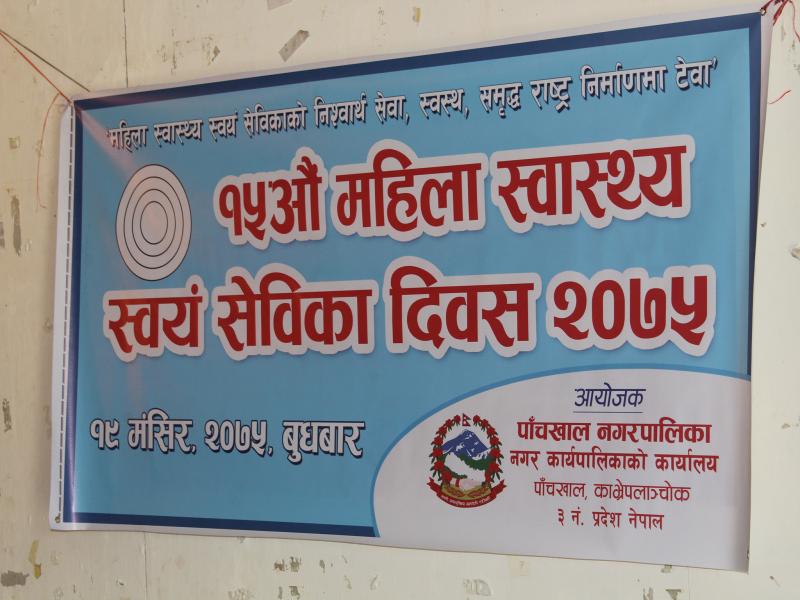 'महिला स्वास्थ्य स्वयं सेविकाको निश्वार्थ सेवा, स्वस्थ, समृद्ध राष्ट्र निर्माणमा टेवा'
१५औं महिला स्वास्थ्य
स्वयं सेविका दिवस २०७५
१९ मंसिर, २०७५, बुधबार
आयोजक
पाँचखाल नगरपालिका
नगर कार्यपालिकाको कार्यालय
पाँचखाल, काभ्रेपलाञ्चोक
३ नं. प्रदेश नेपाल